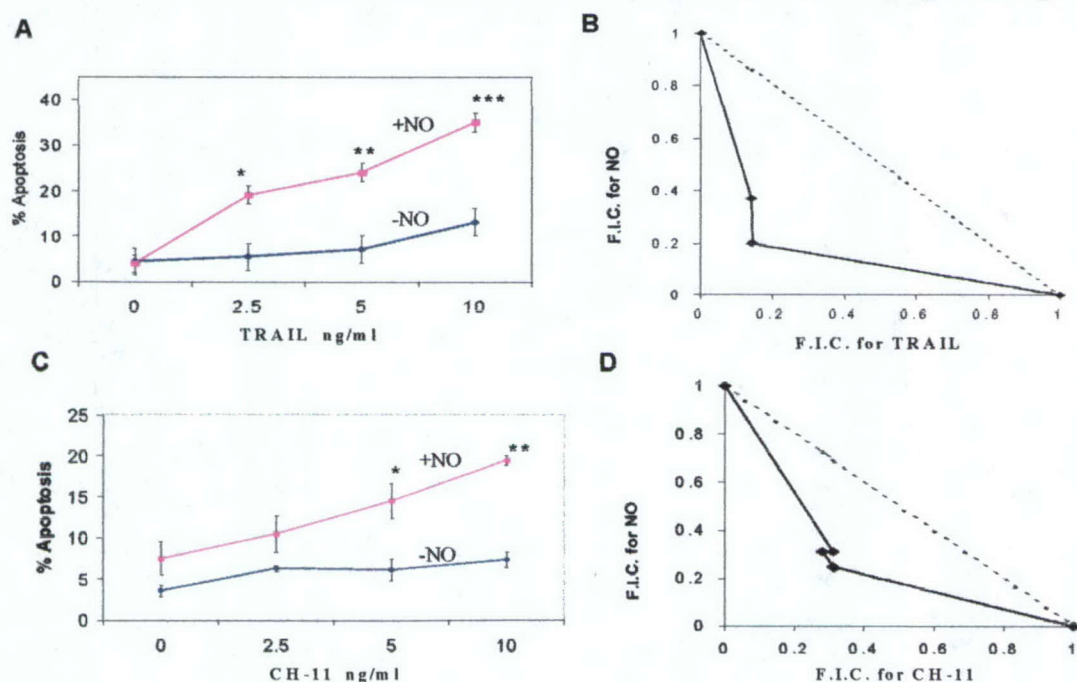 A
% Apoptosis
40
30
20
10
0
*
**
***
+NO
-NO
0 2.5 5 10
TRAIL ng/ml
B
F.I.C. for NO
1
0.8
0.6
0.4
0.2
0
0 0.2 0.4 0.6 0.8 1
F.I.C. for TRAIL
C
% Apoptosis
25
20
15
10
5
0
+NO
*
**
-NO
0 2.5 5 10
CH-11 ng/ml
D
F.I.C. for NO
1
0.8
0.6
0.4
0.2
0
0 0.2 0.4 0.6 0.8 1
F.I.C. for CH-11